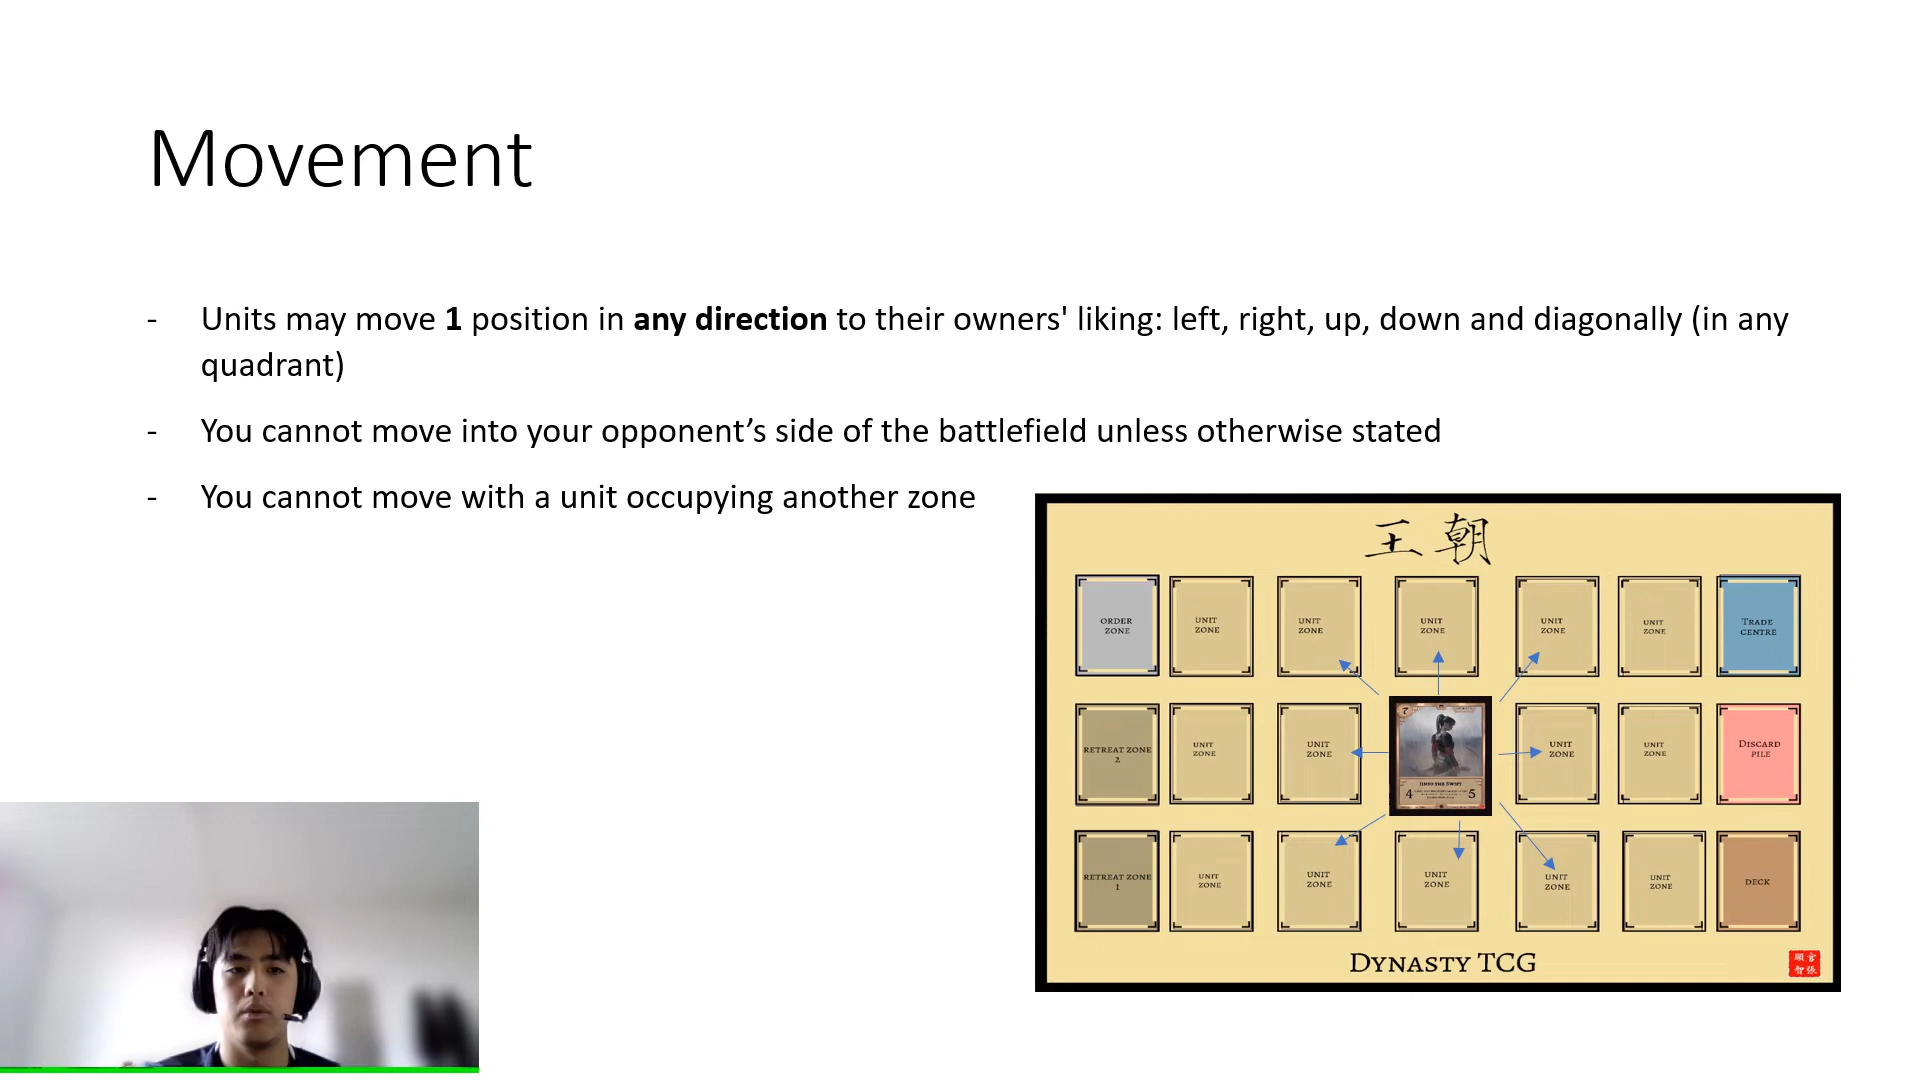 Movement
- Units may move 1 position in any direction to their owners' liking: left, right, up, down and diagonally (in any
quadrant)
- You cannot move into your opponent’s side of the battlefield unless otherwise stated
- You cannot move with a unit occupying another zone
王朝
ORDER
ZONE
UNIT
ZONE
UNIT
ZONE
UNIT
ZONE
UNIT
ZONE
UNIT
ZONE
TRADE
CENTRE
RETREAT ZONE
2
UNIT
ZONE
UNIT
ZONE
7
4
5
UNIT
ZONE
UNIT
ZONE
DISCARD
PILE
RETREAT ZONE
1
UNIT
ZONE
UNIT
ZONE
UNIT
ZONE
UNIT
ZONE
UNIT
ZONE
DECK
DYNASTY TCG